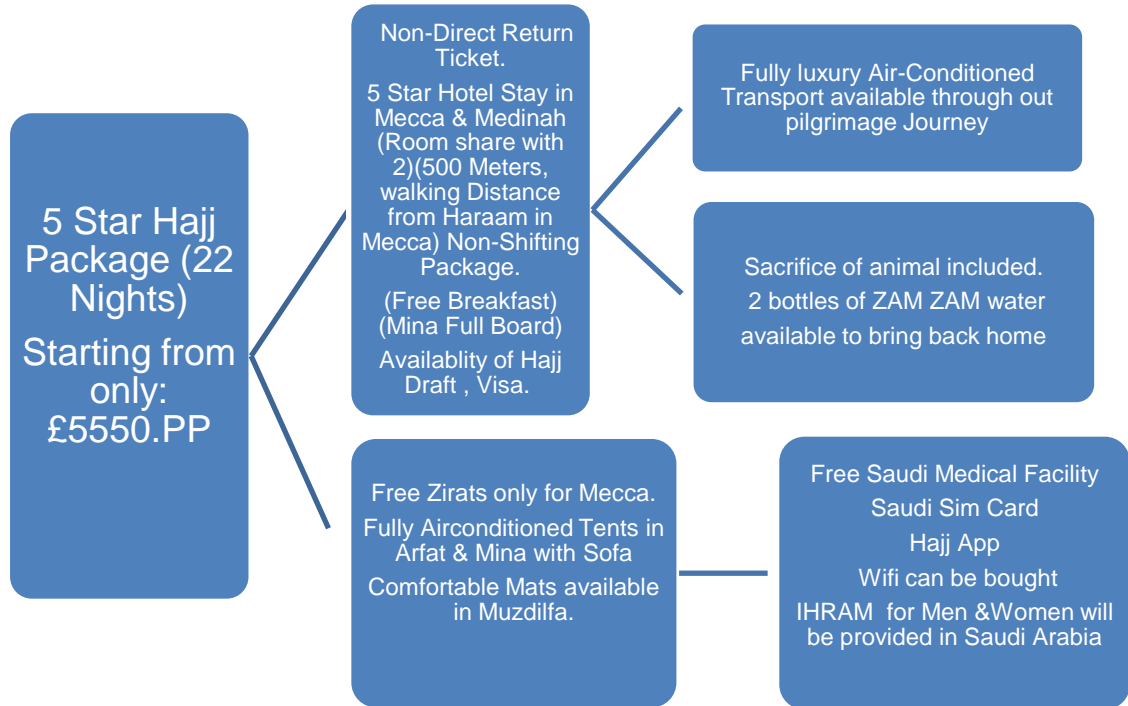 5 Star Hajj
Package (22
Nights)
Starting from
only:
£5550.PP
Non-Direct Return
Ticket.
5 Star Hotel Stay in
Mecca & Medinah
(Room share with
2)(500 Meters,
walking Distance
from Haraam in
Mecca) Non-Shifting
Package.
(Free Breakfast)
(Mina Full Board)
Availablity of Hajj
Draft , Visa.
Fully luxury Air-Conditioned
Transport available through out
pilgrimage Journey
Sacrifice of animal included.
2 bottles of ZAM ZAM water
available to bring back home
Free Zirats only for Mecca.
Fully Airconditioned Tents in
Arfat & Mina with Sofa
Comfortable Mats available
in Muzdilfa.
Free Saudi Medical Facility
Saudi Sim Card
Hajj App
Wifi can be bought
IHRAM for Men &Women will
be provided in Saudi Arabia